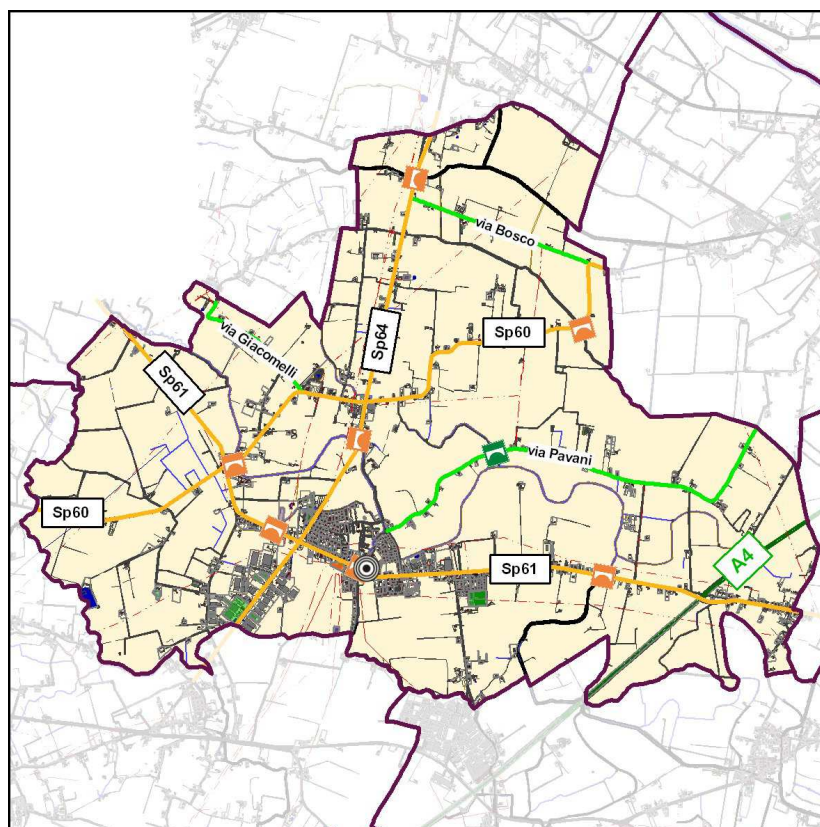 via Bosco
Sp64
Sp60
via Giacomelli
Sp61
via Pavani
Sp60
Sp61
A4